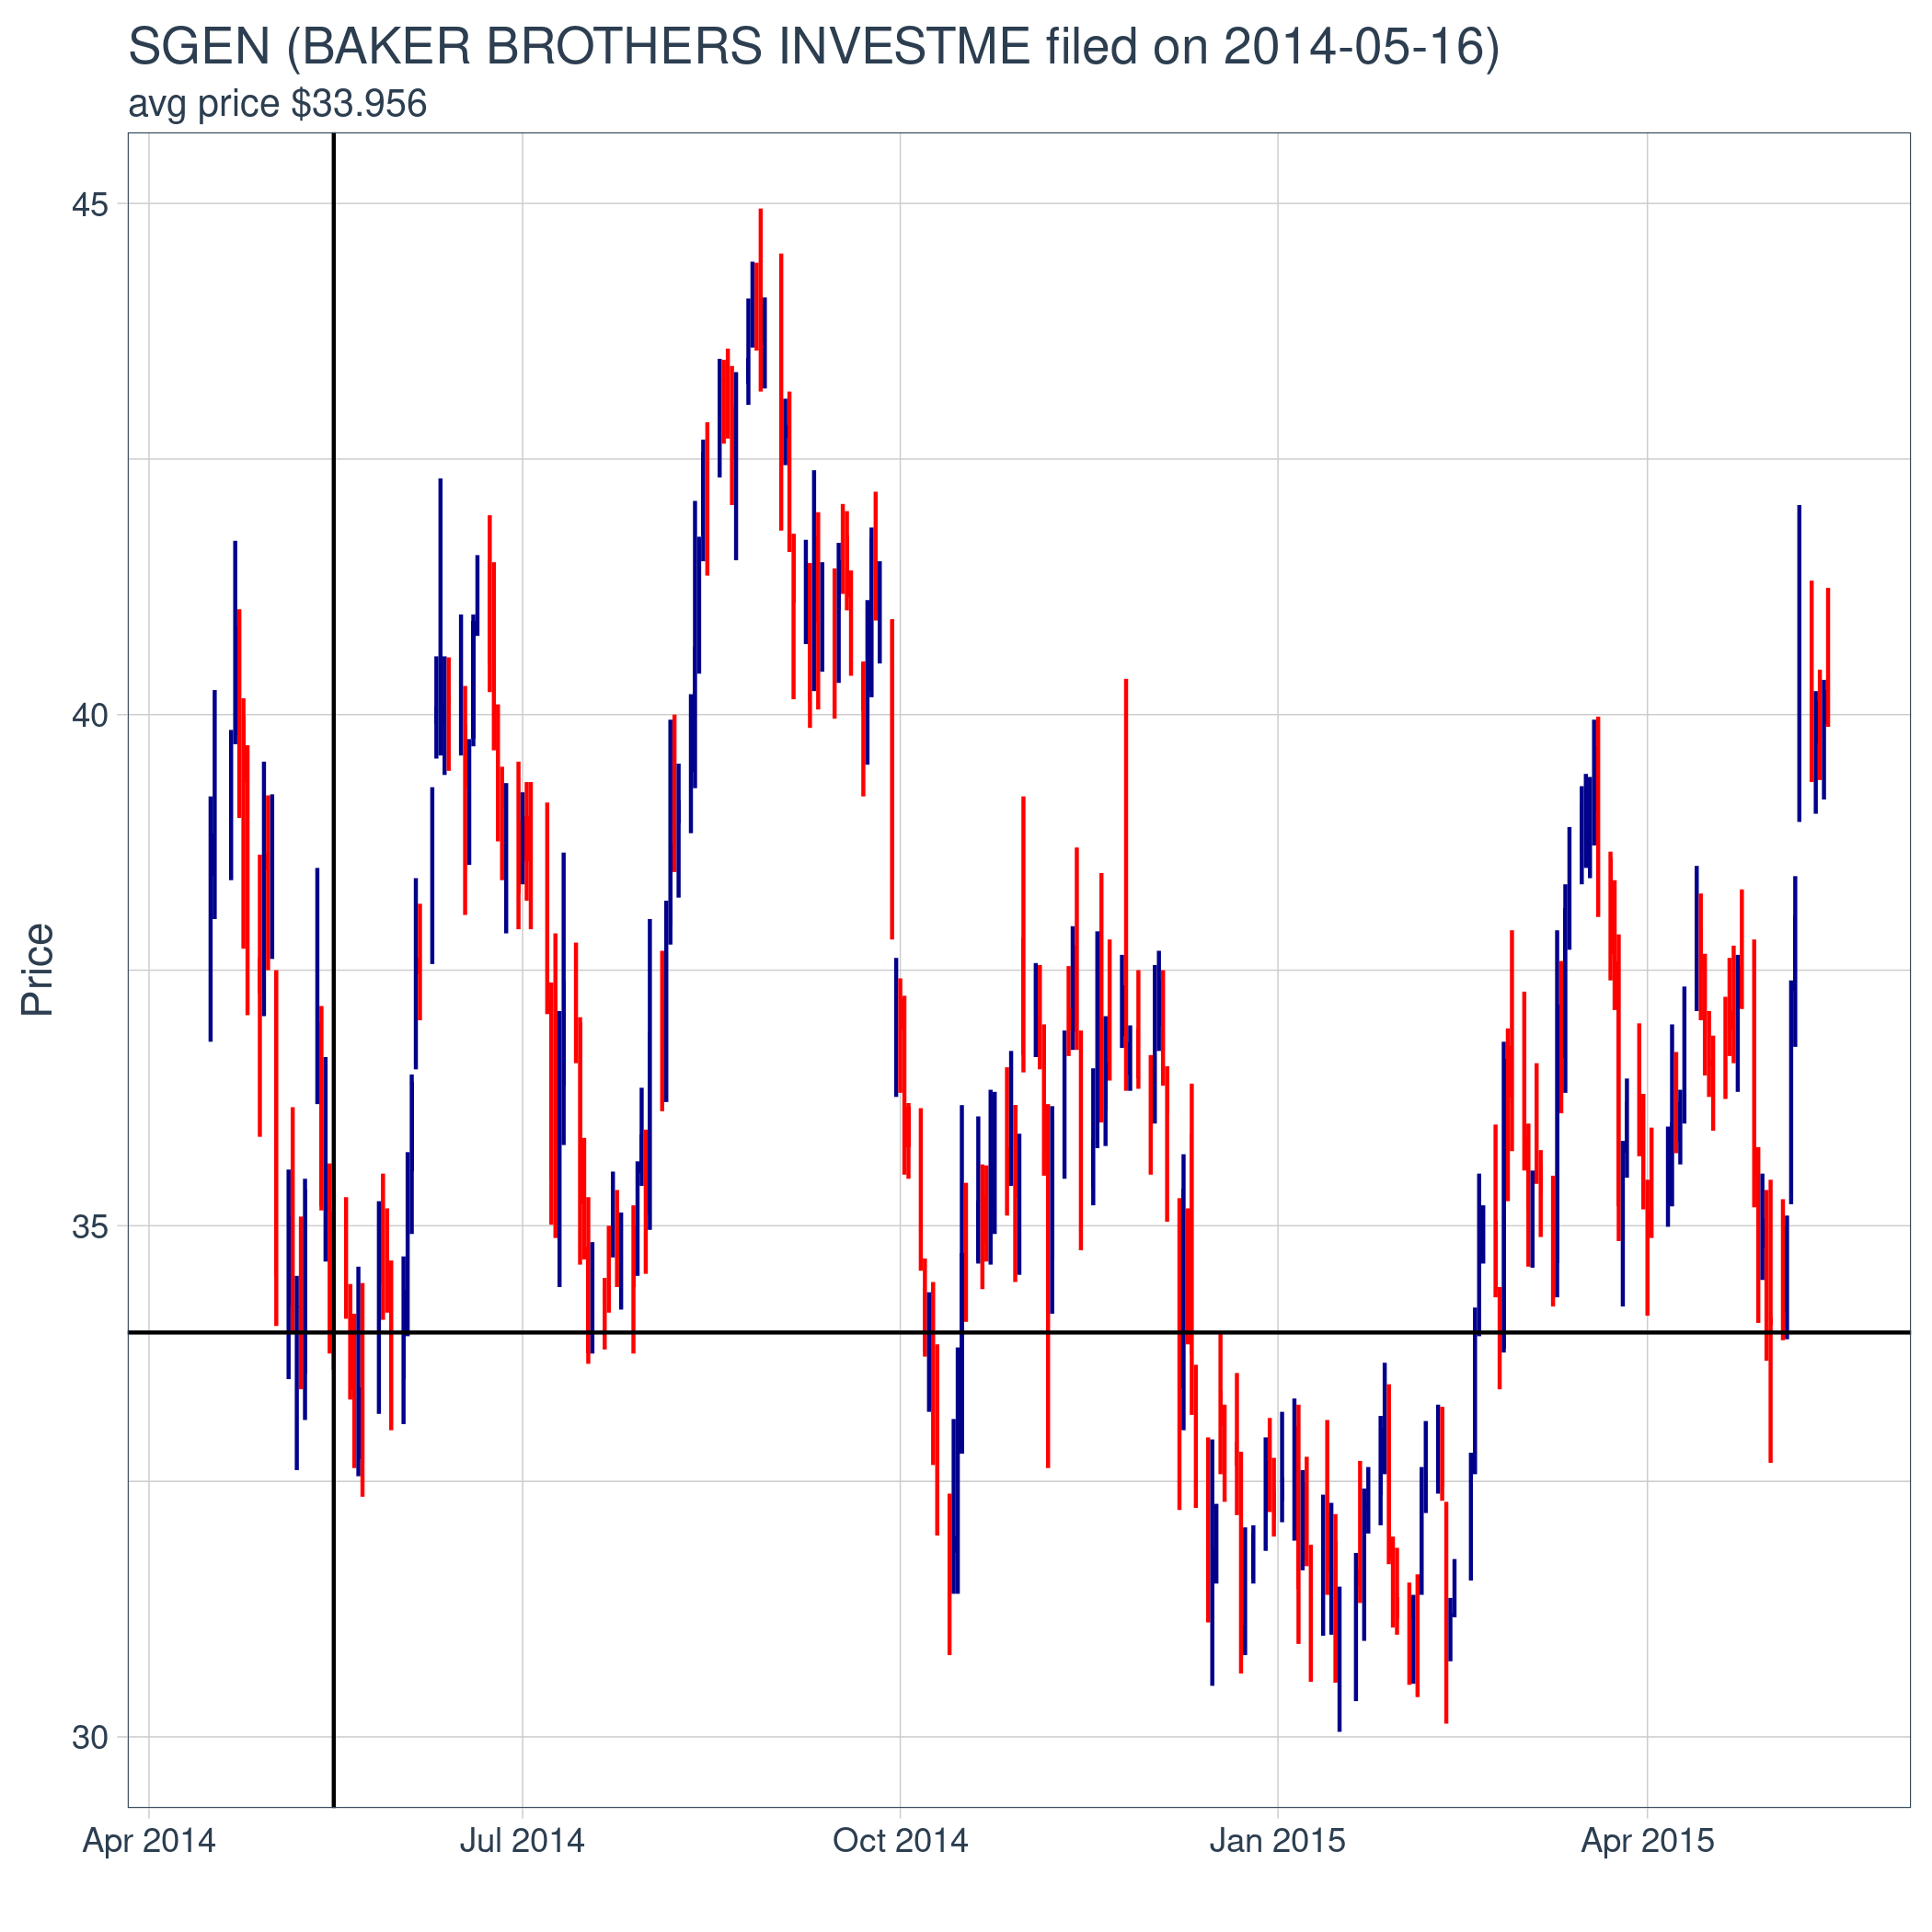 SGEN (BAKER BROTHERS INVESTME filed on 2014-05-16)
avg price $33.956
45
40
35
30
Price
Apr 2014
Jul 2014
Oct 2014
Jan 2015
Apr 2015